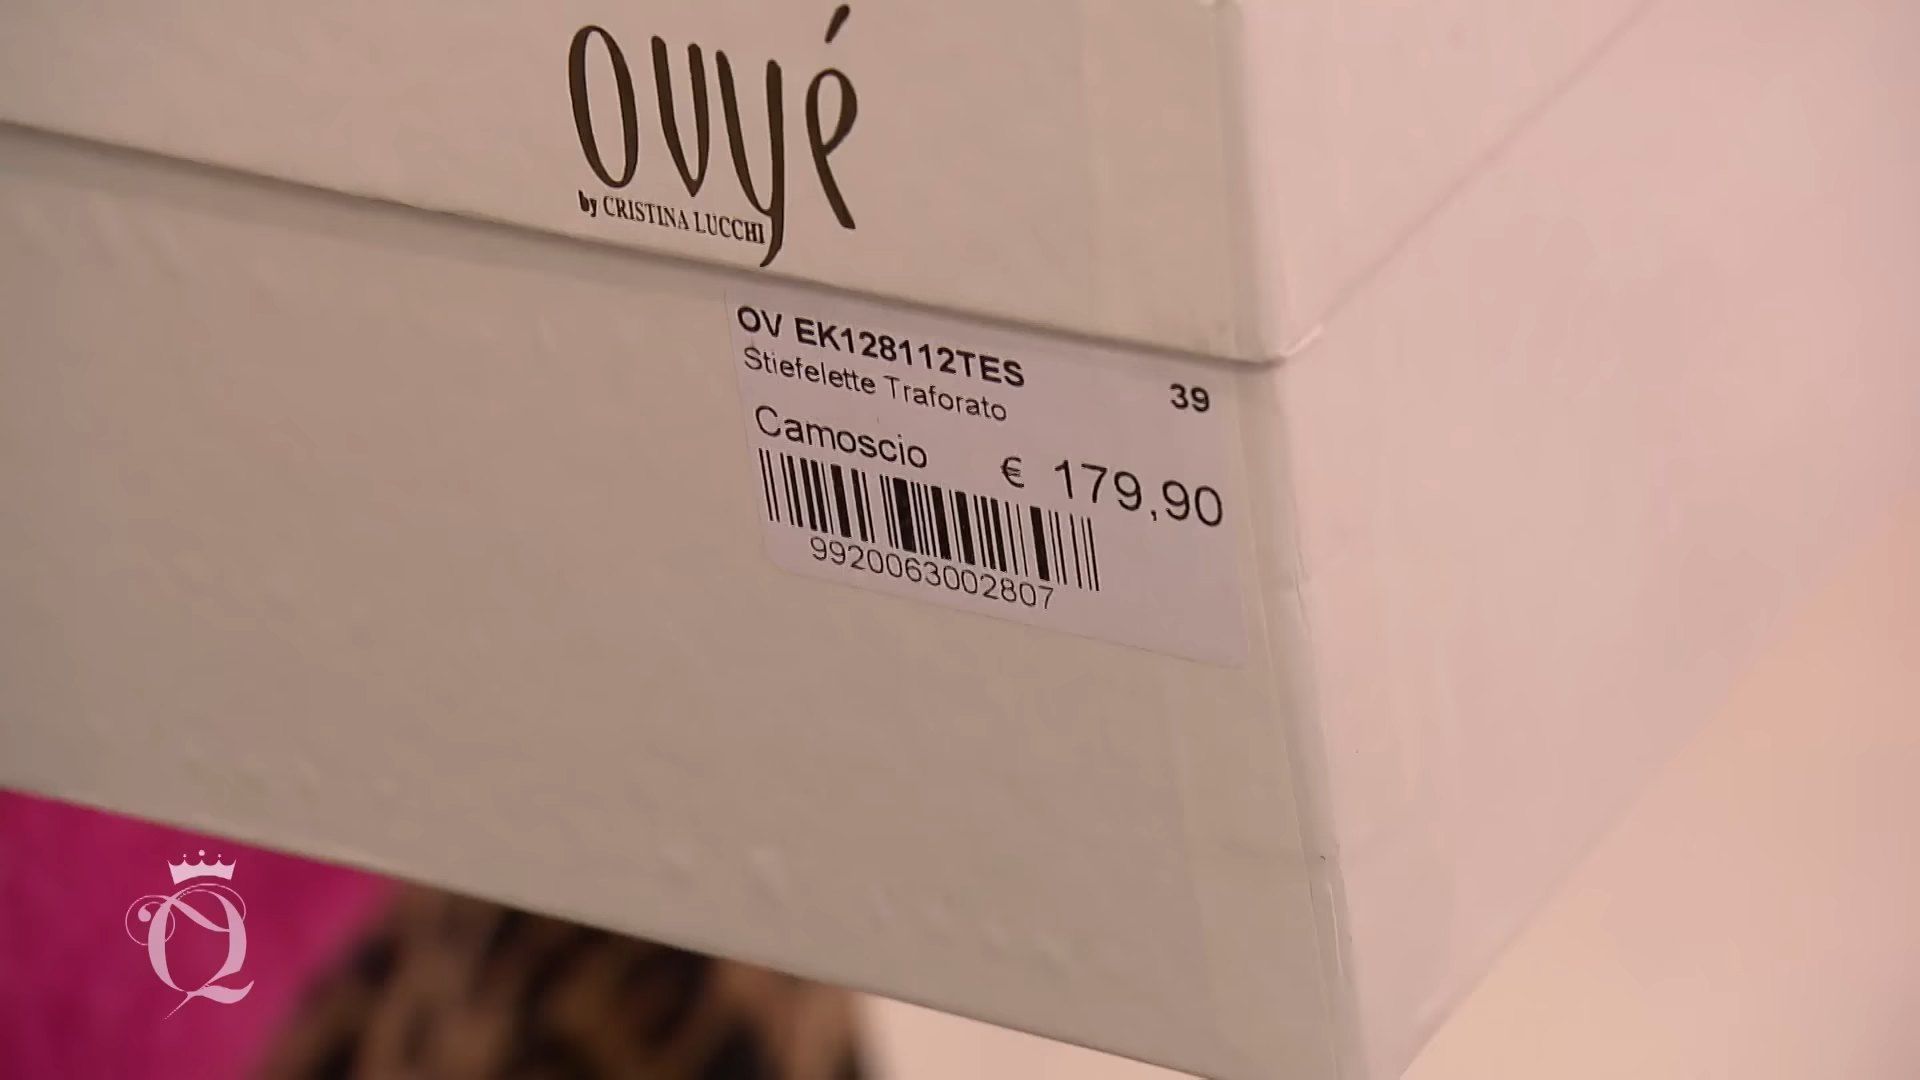 ovyé
by CRISTINA LUCCHI
OV EK128112TES
39
Stiefelette Traforato
Camoscio
€ 179,90
9920063002807
Q